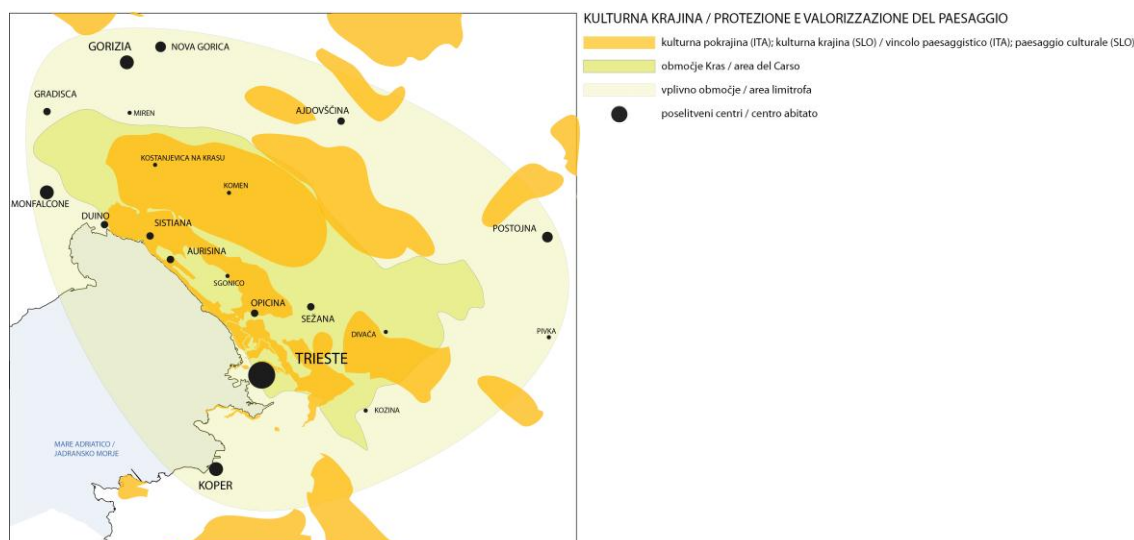 KULTURNA KRAJINA / PROTEZIONE E VALORIZZAZIONE DEL PAESAGGIO
kulturna pokrajina (ITA); kulturna krajina (SLO) / vincolo paesaggistico (ITA); paesaggio culturale (SLO)
območje Kras / area del Carso
vplivno območje / area limitrofa
poselitveni centri / centro abitato
GORIZIA
NOVA GORICA
GRADISCA
MIREN
AJDOVŠČINA
KOSTANJEVICA NA KRASU
KOMEN
MONFALCONE
DUINO
SISTIANA
POSTOJNA
AURISINA
SGONICO
OPICINA
SEŽANA
DIVAČA
PIVKA
TRIESTE
KOZINA
MARE ADRIATICO /
JADRANSKO MORJE
KOPER